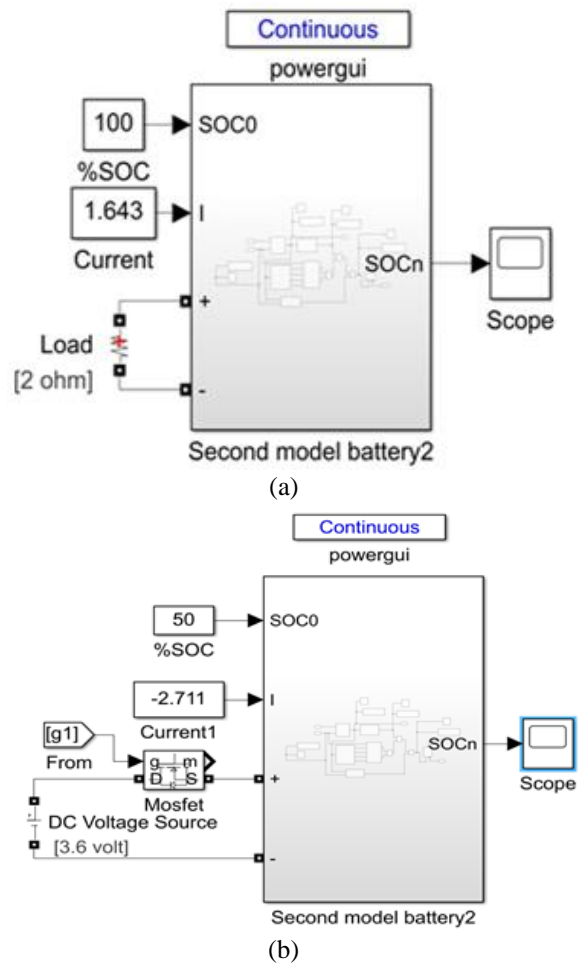 Continuous
powergui
100
SOC0
%SOC
1.643
I
Current
SOCn
Scope
+
Load
[2 ohm]
-
Second model battery2
(a)
Continuous
powergui
50
SOC0
%SOC
-2.711
I
Current1
[g1]
SOCn
From
g m
D S
+
Scope
Mosfet
DC Voltage Source
[3.6 volt]
-
Second model battery2
(b)